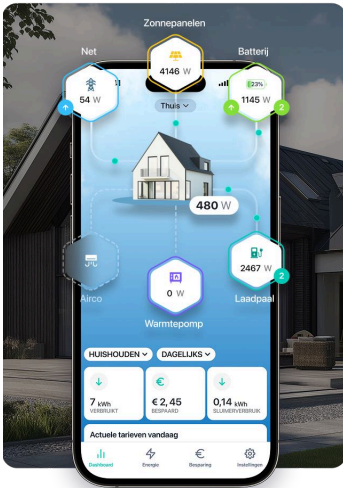 Zonnepanelen
Net
Batterij
4146 W
23%
54 W
1145 W
2
Thuis
480 W
2467 W
2
0 W
Airco
Laadpaal
Warmtepomp
HUISHOUDEN
DAGELIJKS
7 kWh
VERBRUIKT
€ 2,45
BESPAARD
0,14 kWh
SLUIMERVERBRUIK
Actuele tarieven vandaag
Dashboard
Energie
Besparing
Instellingen